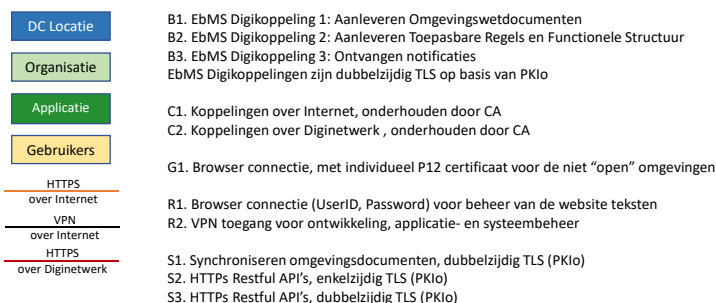 DC Locatie
Organisatie
Applicatie
Gebruikers
HTTPS
over Internet
VPN
over Internet
HTTPS
over Diginetwerk
B1. EbMS Digikoppeling 1: Aanleveren Omgevingswetdocumenten
B2. EbMS Digikoppeling 2: Aanleveren Toepasbare Regels en Functionele Structuur
B3. EbMS Digikoppeling 3: Ontvangen notificaties
EbMS Digikoppelingen zijn dubbelzijdig TLS op basis van PKIo
C1. Koppelingen over Internet, onderhouden door CA
C2. Koppelingen over Diginetwerk , onderhouden door CA
G1. Browser connectie, met individueel P12 certificaat voor de niet “open” omgevingen
R1. Browser connectie (UserID, Password) voor beheer van de website teksten
R2. VPN toegang voor ontwikkeling, applicatie- en systeembeheer
S1. Synchroniseren omgevingsdocumenten, dubbelzijdig TLS (PKIo)
S2. HTTPs Restful API’s, enkelzijdig TLS (PKIo)
S3. HTTPs Restful API’s, dubbelzijdig TLS (PKIo)